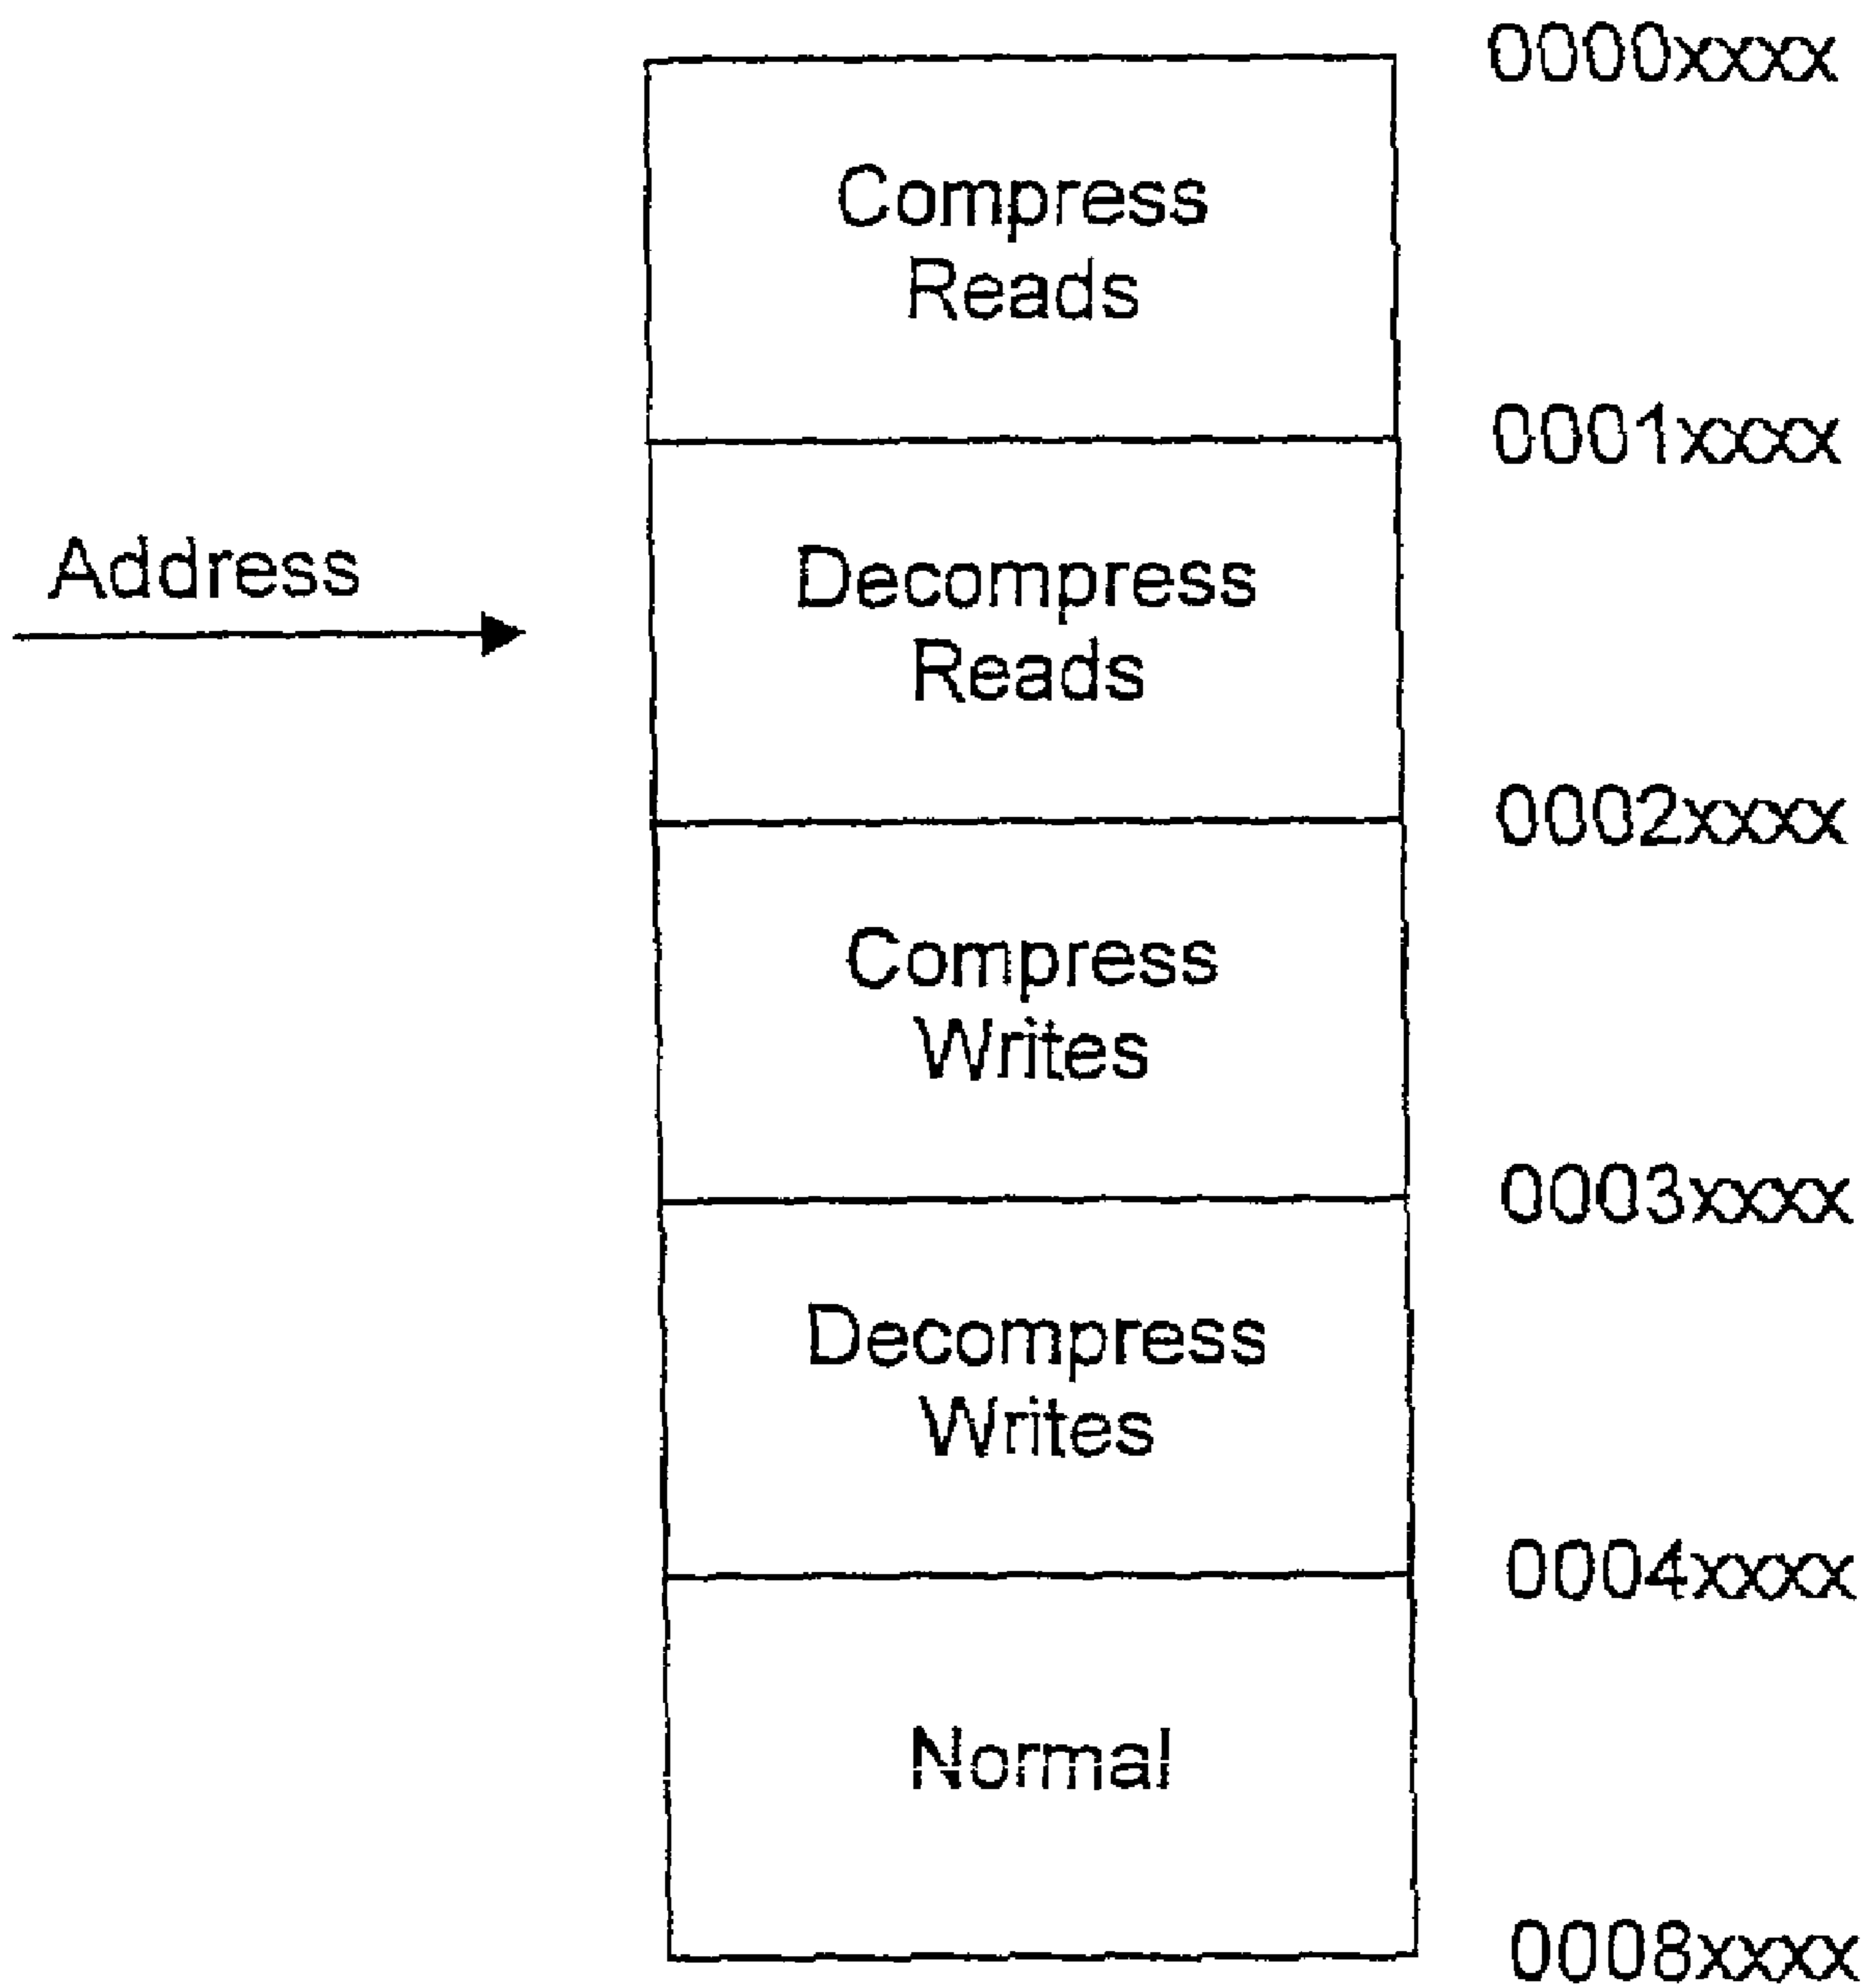 0000xxxx
Compress
Reads
0001xxxx
Address
Decompress
Reads
0002xxxx
Compress
Writes
0003xxxx
Decompress
Writes
0004xxxx
Normal
0008xxxx